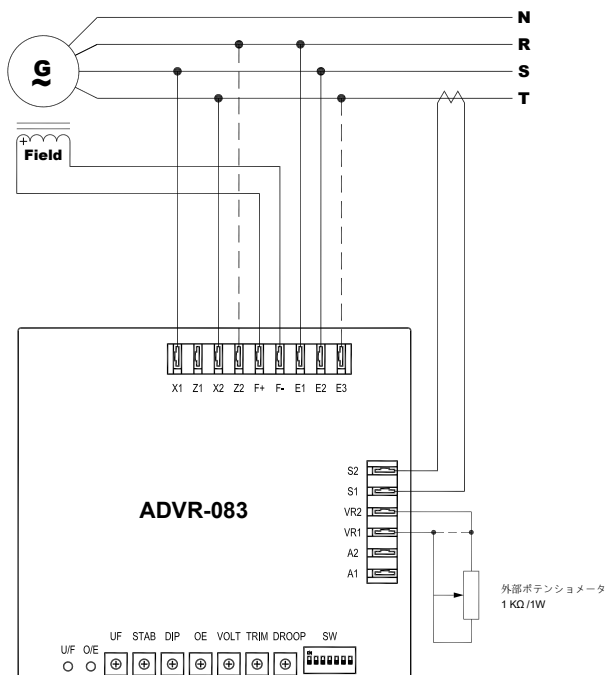 N
R
S
T
G
~
+
Field
X1 Z1 X2 Z2 F+ F- E1 E2 E3
S2
S1
VR2
VR1
A2
A1
ADVR-083
外部ポテンショメータ
1 KΩ/1W
U/F O/E UF STAB DIP OE VOLT TRIM DROOP SW